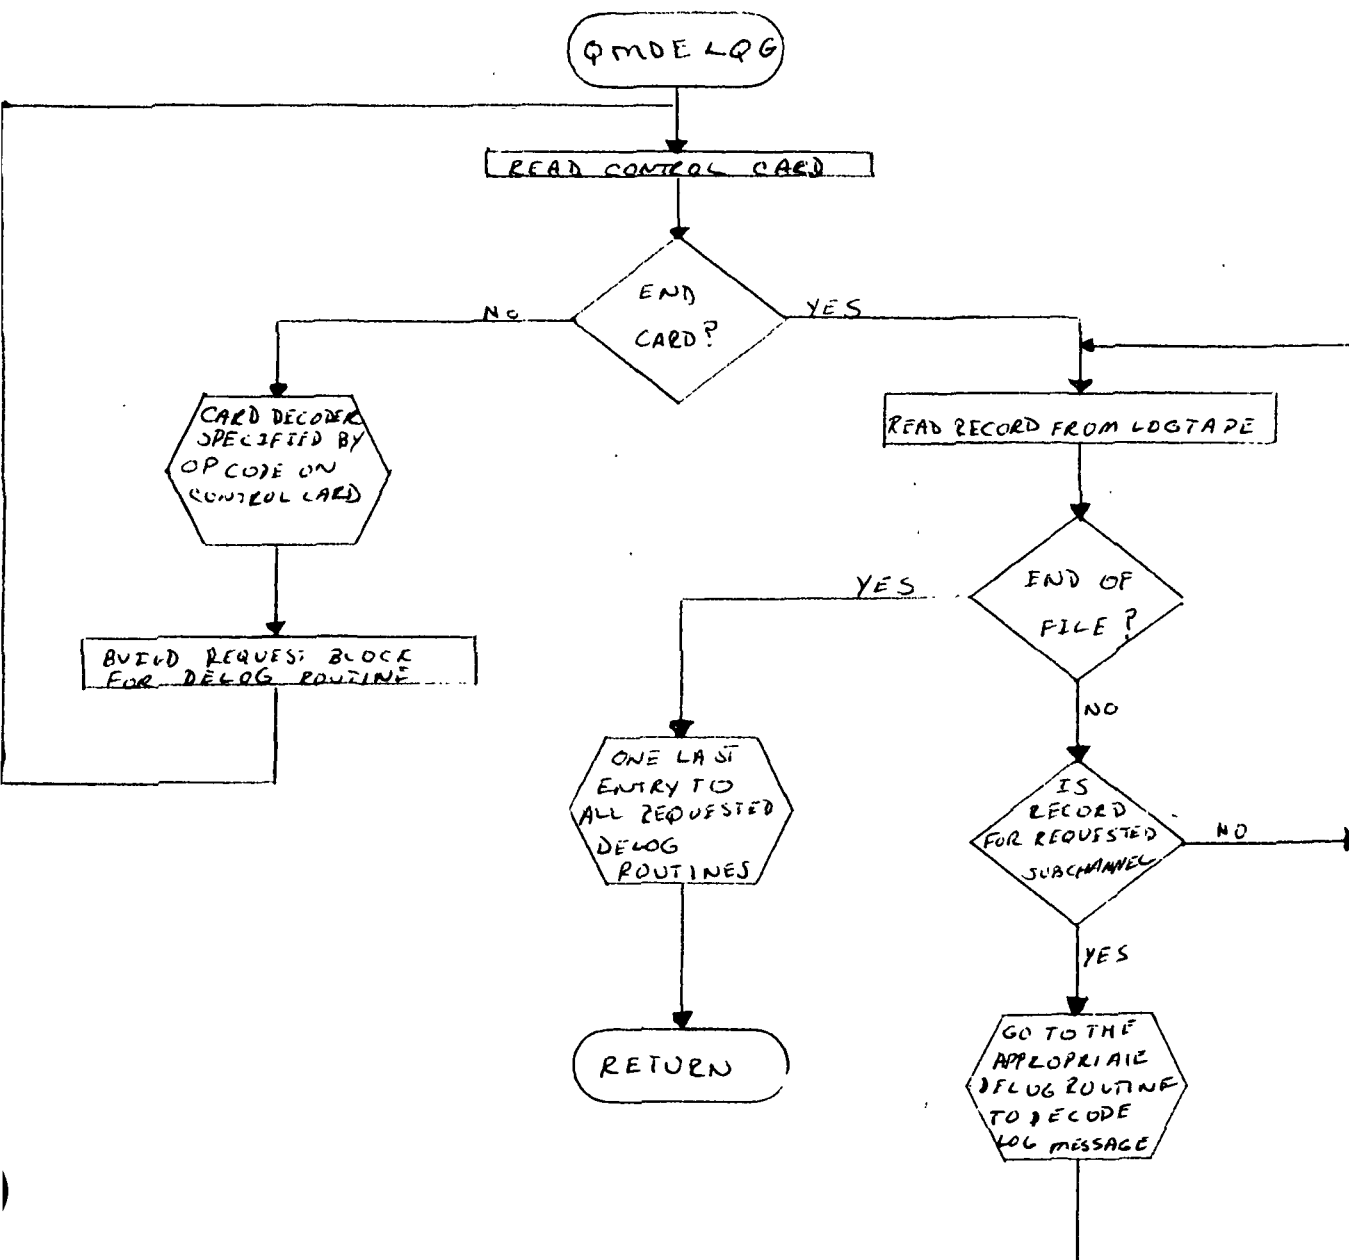 QMDELQG
READ CONTROL CARD
END
CARD?
NO
YES
CARD DECODER
SPECIFIED BY
OP CODE ON
CONTROL CARD
READ RECORD FROM LOGTAPE
BUILD REQUEST BLOCK
FOR DELOG ROUTINE
YES
END OF
FILE?
NO
ONE LAST
ENTRY TO
ALL REQUESTED
DELOG
ROUTINES
IS
RECORD
FOR REQUESTED
SUBCHANNEL
NO
YES
RETURN
GO TO THE
APPROPRIATE
DELOG ROUTINE
TO DECODE
LOG MESSAGE